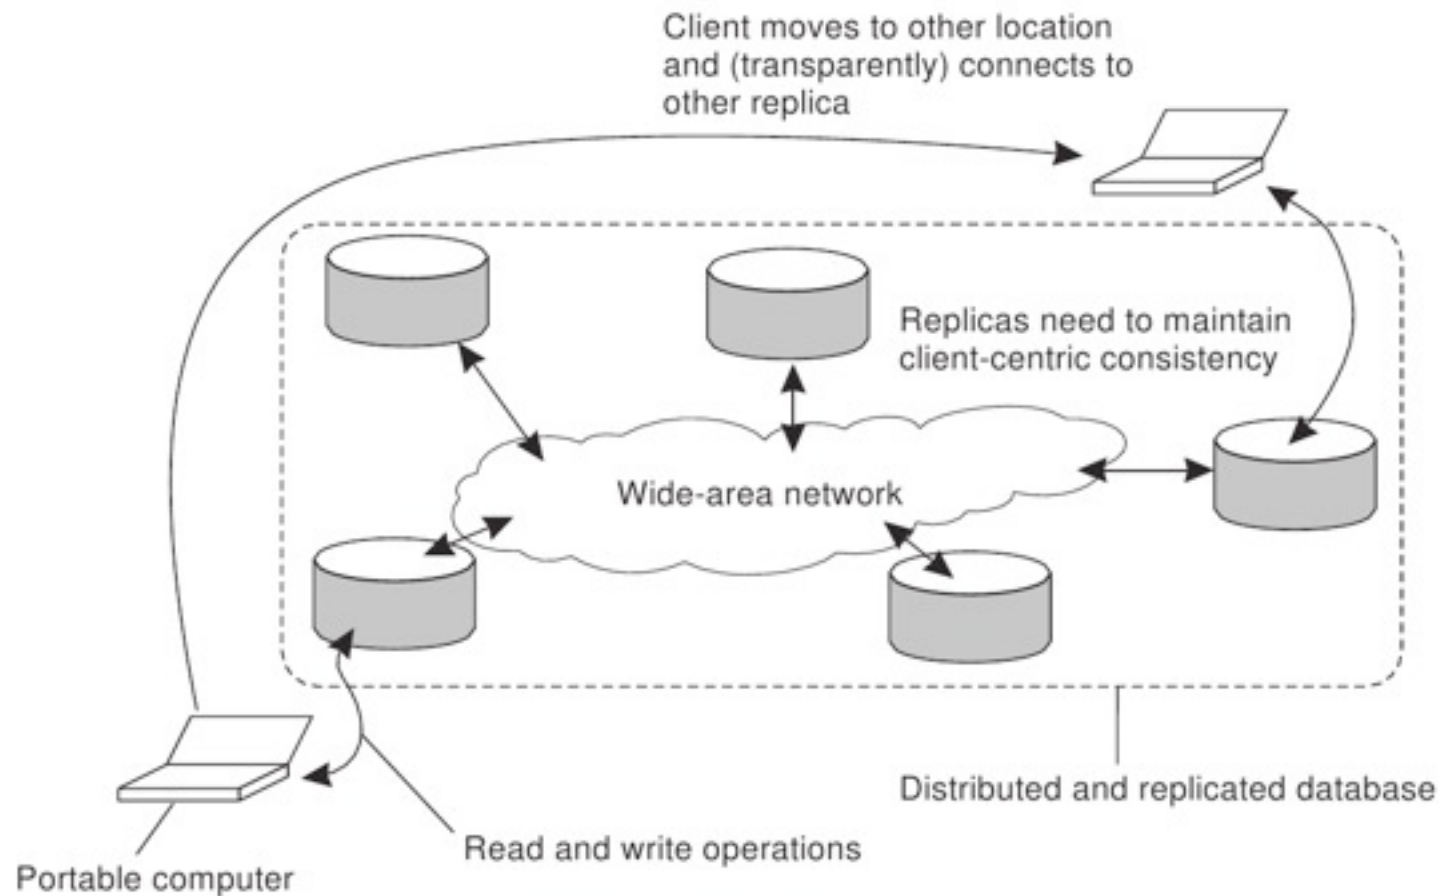 Client moves to other location
and (transparently) connects to
other replica
Replicas need to maintain
client-centric consistency
Wide-area network
Distributed and replicated database
Read and write operations
Portable computer